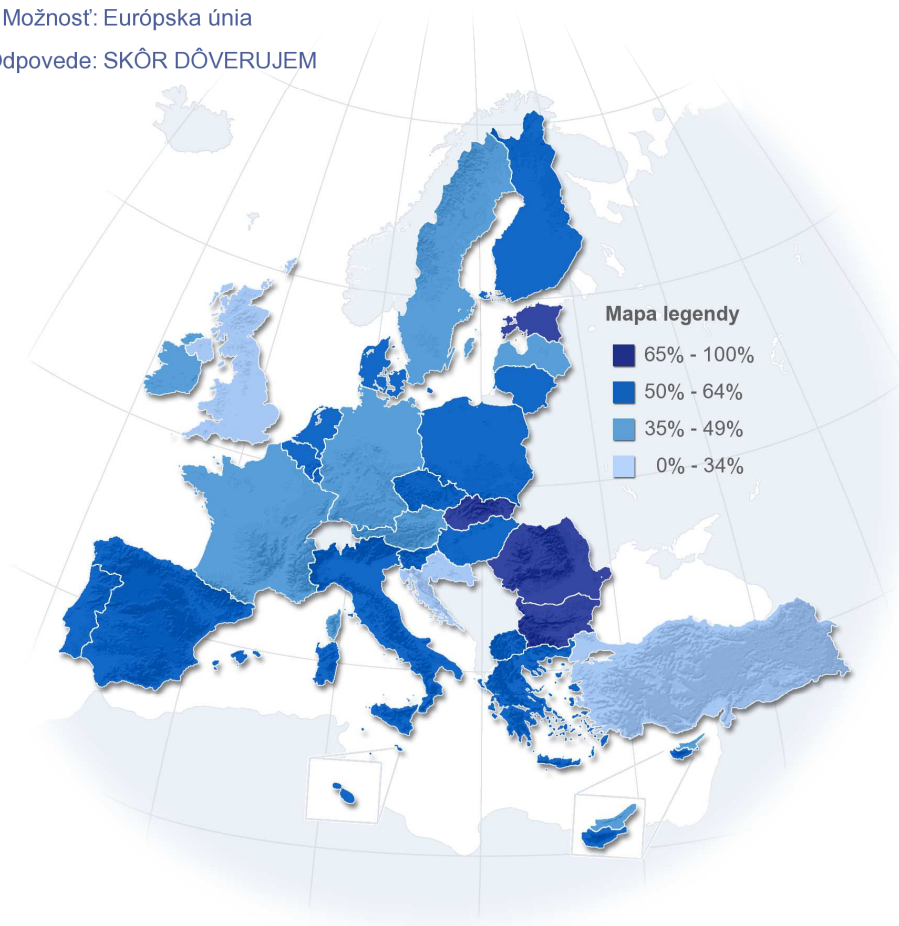 Možnosť: Európska únia
Odpovede: SKÔR DÔVERUJEM
Mapa legendy
65% - 100%
50% - 64%
35% - 49%
0% - 34%